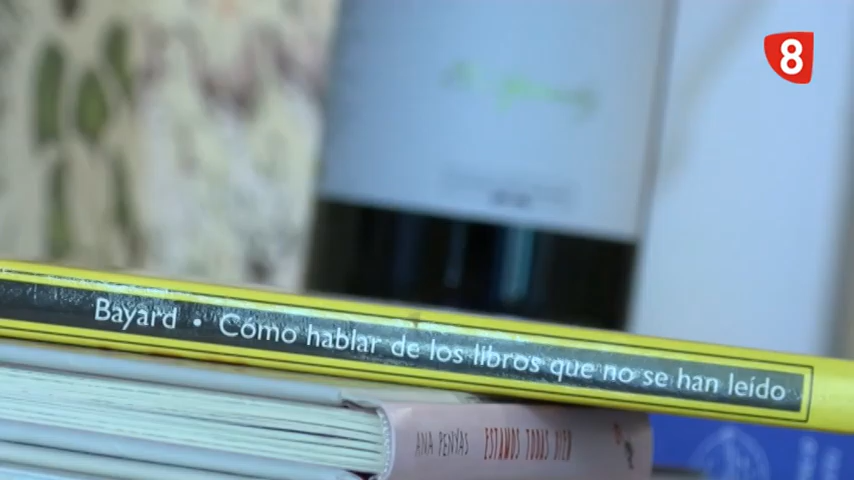 8
Bayard • Cómo hablar de los libros que no se han leído
ANA PENYAS ESTAMOS TODAS BIEN